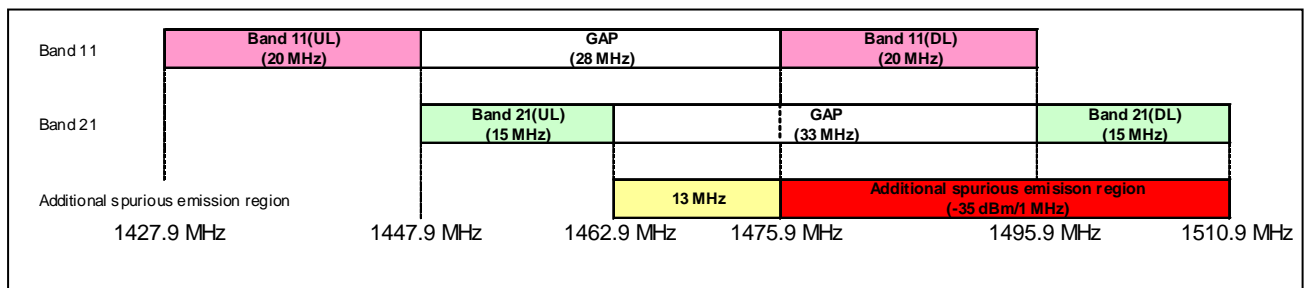 Band 11
Band 11(UL)
(20 MHz)
GAP
(28 MHz)
Band 11(DL)
(20 MHz)
Band 21
Band 21(UL)
(15 MHz)
GAP
(33 MHz)
Band 21(DL)
(15 MHz)
Additional spurious emission region
13 MHz
Additional spurious emisison region
(-35 dBm/1 MHz)
1427.9 MHz
1447.9 MHz
1462.9 MHz
1475.9 MHz
1495.9 MHz
1510.9 MHz